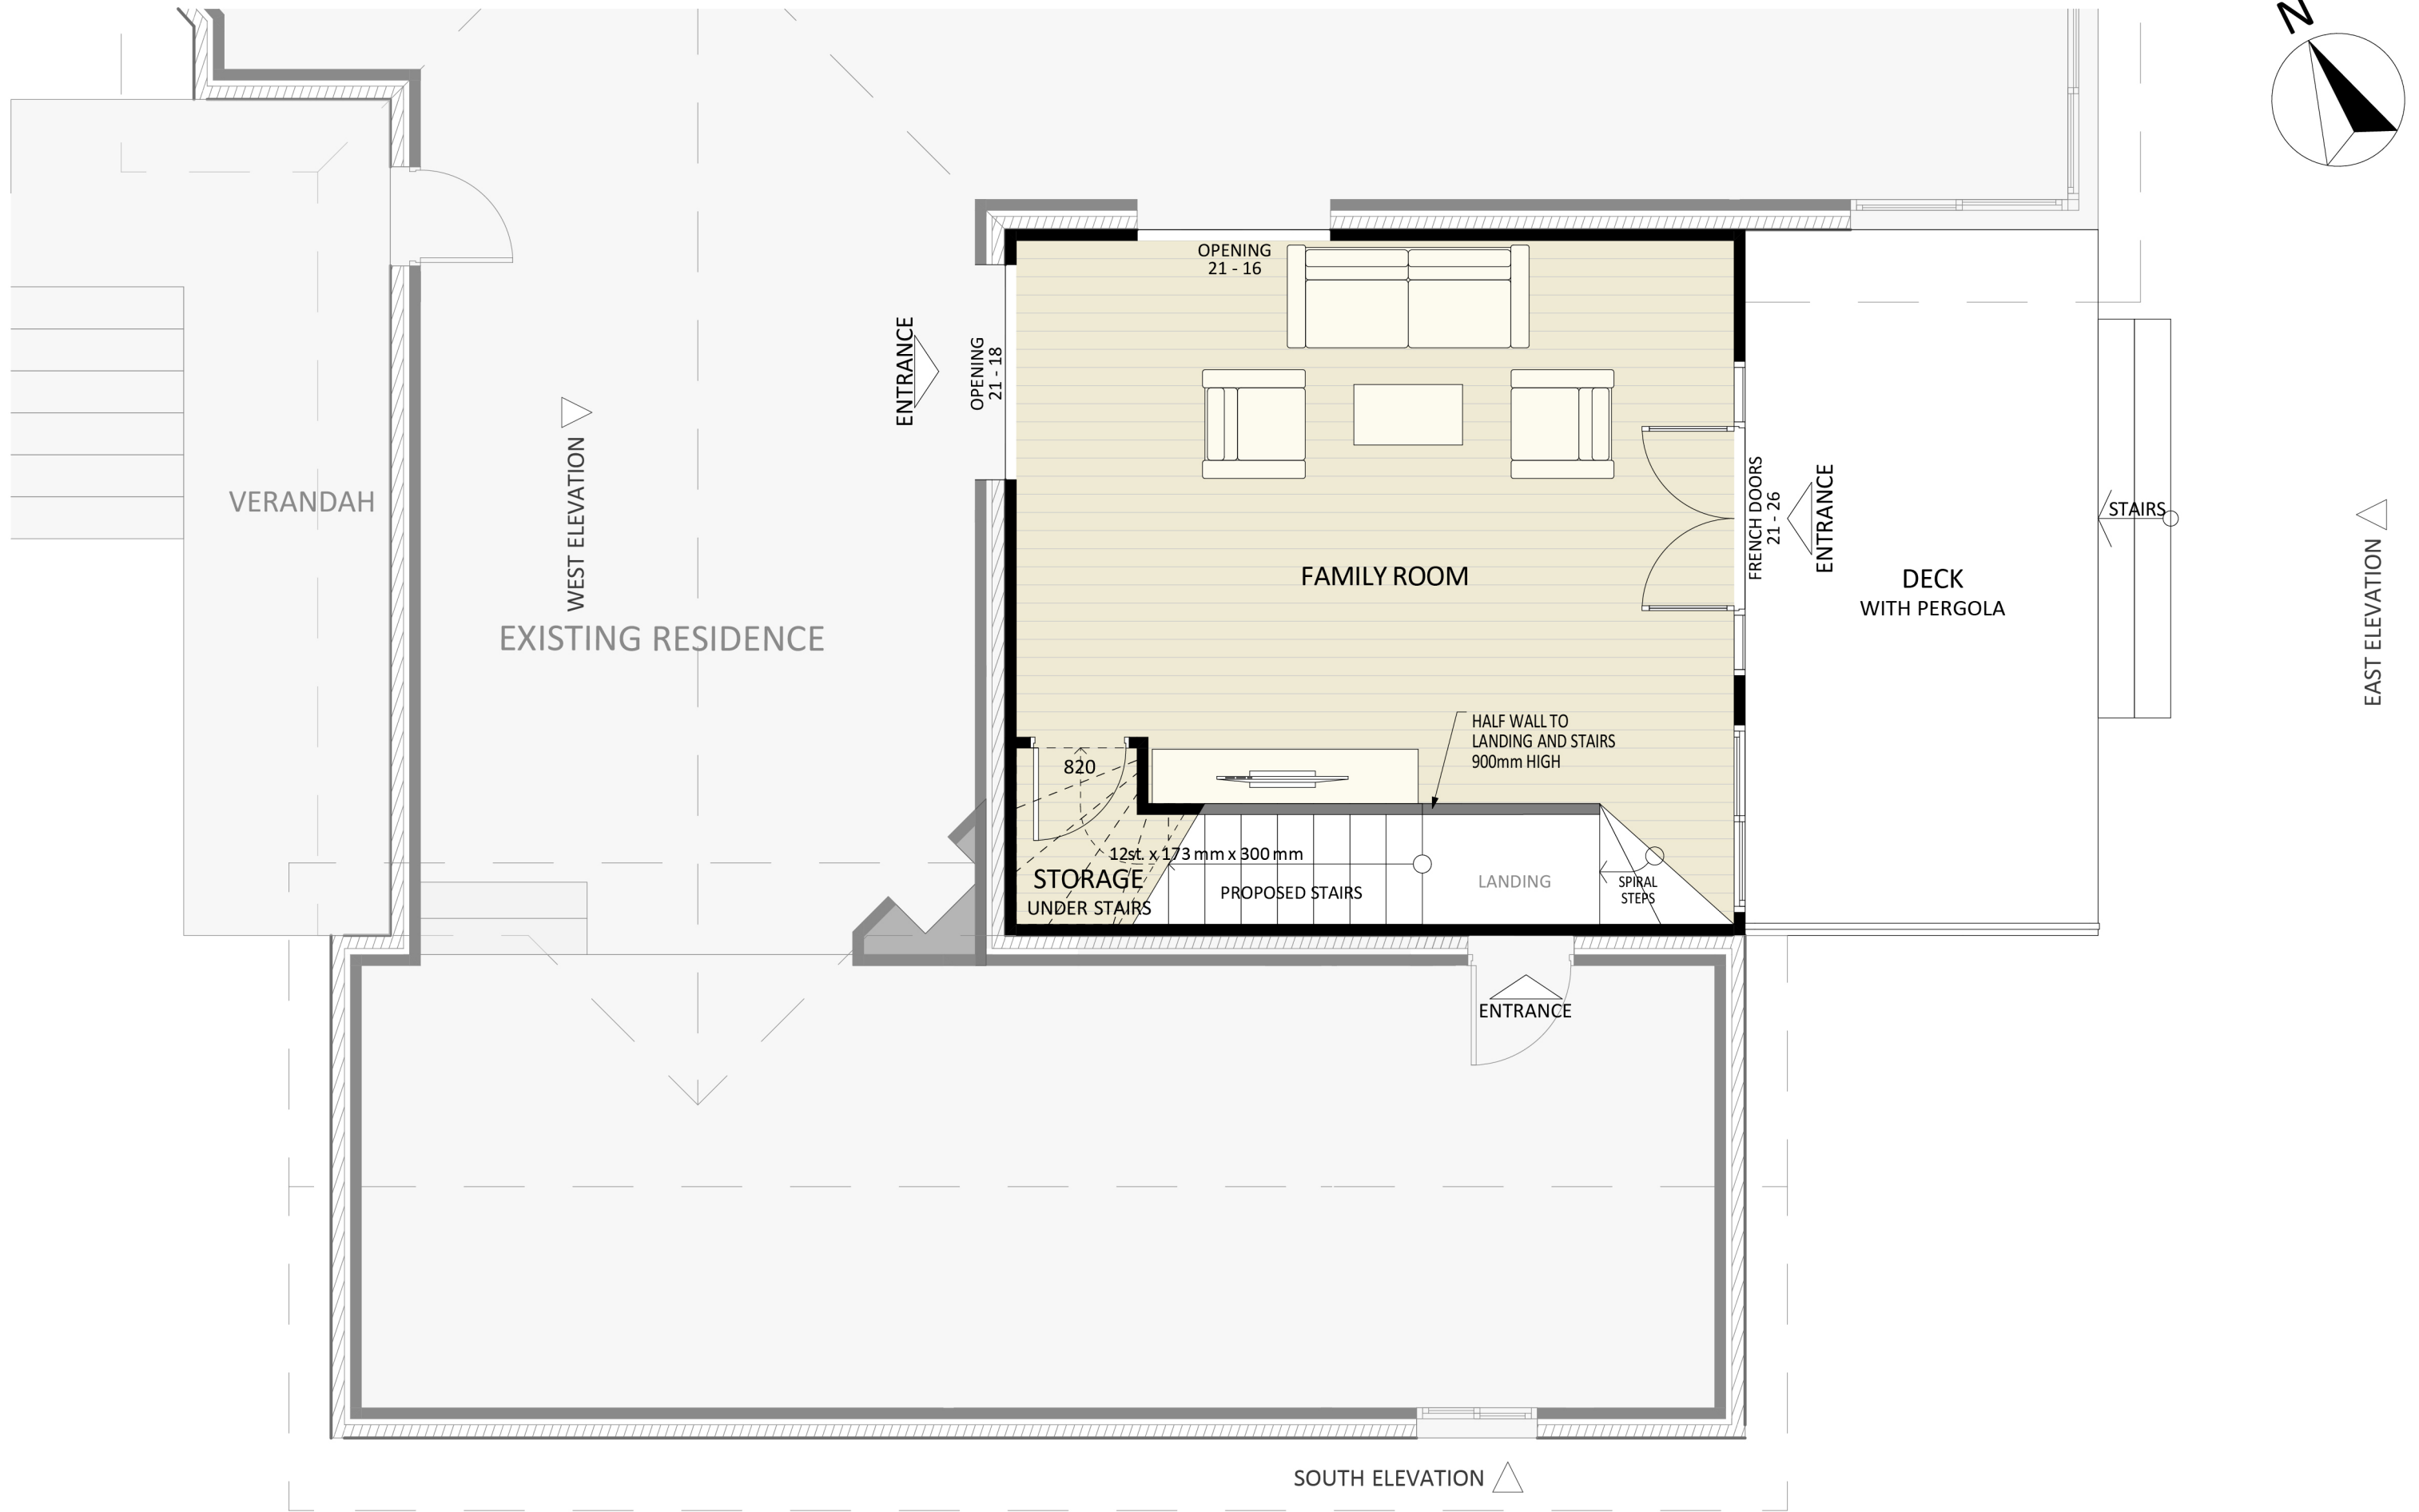 N
OPENING
21 - 16
ENTRANCE
OPENING
21 - 18
WEST ELEVATION
VERANDAH
EXISTING RESIDENCE
FAMILY ROOM
FRENCH DOORS
21 - 26
ENTRANCE
DECK
WITH PERGOLA
STAIRS
EAST ELEVATION
HALF WALL TO
LANDING AND STAIRS
900mm HIGH
820
12st. x 173 mm x 300 mm
STORAGE
UNDER STAIRS
PROPOSED STAIRS
LANDING
SPIRAL
STEPS
ENTRANCE
SOUTH ELEVATION